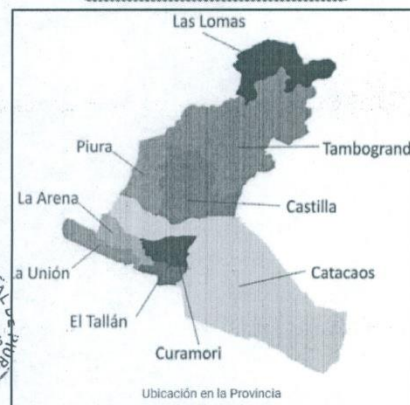 Las Lomas
Piura
Tambogrand
La Arena
Castilla
a Unión
Catacaos
El Tallán
Curamori
Ubicación en la Provincia